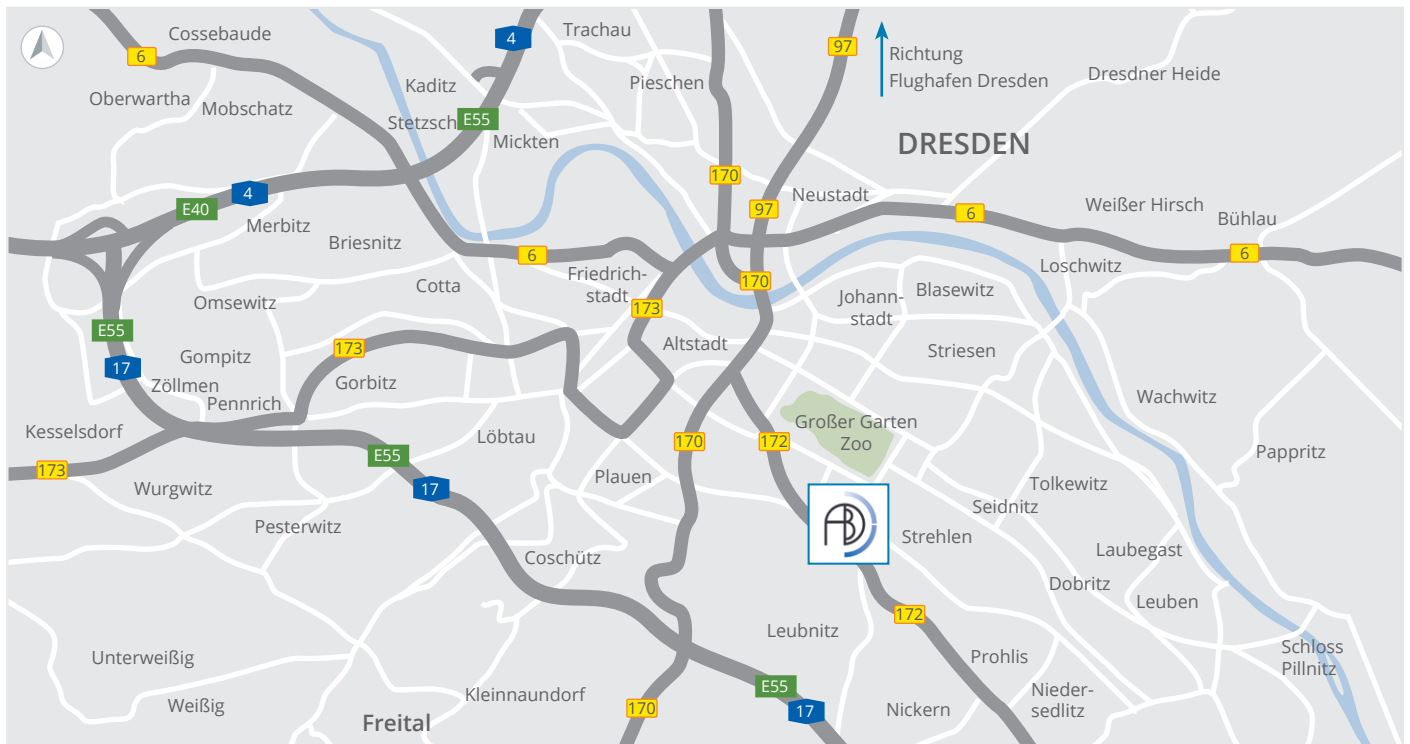 Cossebaude
6
4
Trachau
97
Richtung
Flughafen Dresden
Kaditz
Pieschen
Dresdner Heide
Oberwartha
Mobschatz
Stetzsch
E55
Mickten
DRESDEN
170
4
E40
Merbitz
97
Neustadt
6
Weißer Hirsch
Bühlau
Briesnitz
6
6
Cotta
Friedrich-
stadt
170
Loschwitz
Omsewitz
173
Johann-
stadt
Blasewitz
E55
Gompitz
173
Altstadt
Striesen
17
Zöllmen
Gorbitz
Pennrich
Wachwitz
Kesselsdorf
Löbtau
170
172
Großer Garten
Zoo
E55
Pappritz
173
Plauen
Wurgwitz
17
Tolkewitz
Seidnitz
Pesterwitz
ABD
Strehlen
Coschütz
Laubegast
Dobritz
Leuben
172
Leubnitz
Unterweißig
Prohlis
Schloss
Pillnitz
Weißig
Kleinnaundorf
E55
Nieder-
sedlitz
170
17
Nickern
Freital